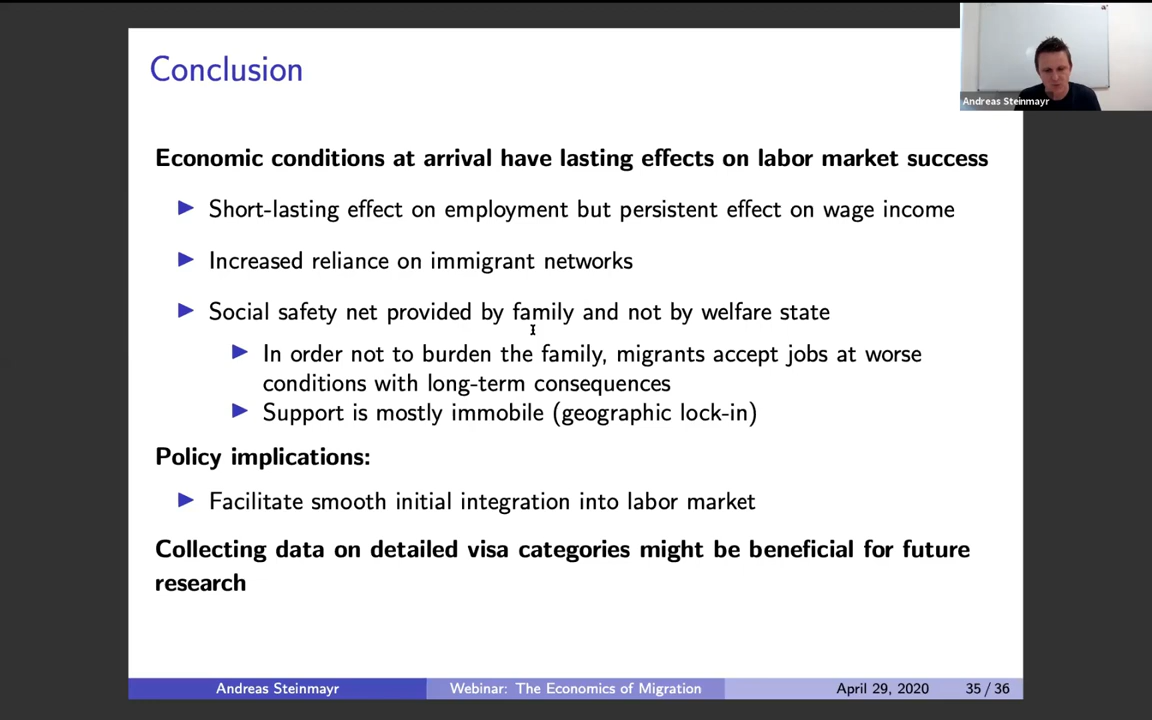 Conclusion
Andreas Steinmayr
Economic conditions at arrival have lasting effects on labor market success
Short-lasting effect on employment but persistent effect on wage income
Increased reliance on immigrant networks
Social safety net provided by family and not by welfare state
In order not to burden the family, migrants accept jobs at worse
conditions with long-term consequences
Support is mostly immobile (geographic lock-in)
Policy implications:
Facilitate smooth initial integration into labor market
Collecting data on detailed visa categories might be beneficial for future
research
Andreas Steinmayr Webinar: The Economics of Migration April 29, 2020 35 / 36